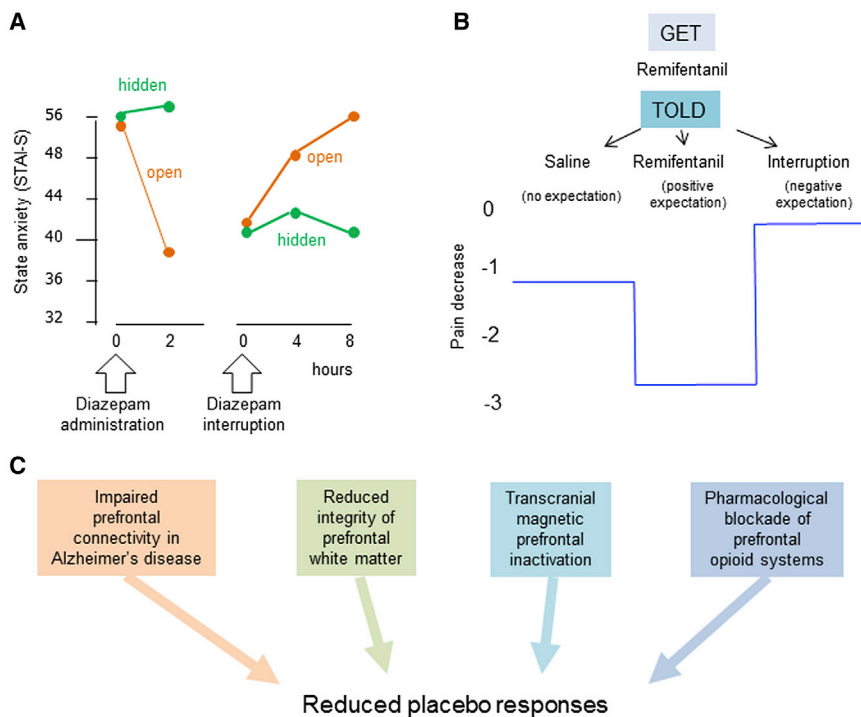 A
hidden
56
48
open
44
40
36
32
State anxiety (STAI-S)
open
hidden
0
2
0
4
8
hours
Diazepam
administration
Diazepam
interruption
B
GET
Remifentanil
TOLD
Saline
Remifentanil
Interruption
(no expectation)
(positive
expectation)
(negative
expectation)
0
-1
-2
-3
Pain decrease
C
Impaired
prefrontal
connectivity in
Alzheimer's disease
Reduced
integrity of
prefrontal
white matter
Transcranial
magnetic
prefrontal
inactivation
Pharmacological
blockade of
prefrontal
opioid systems
Reduced placebo responses